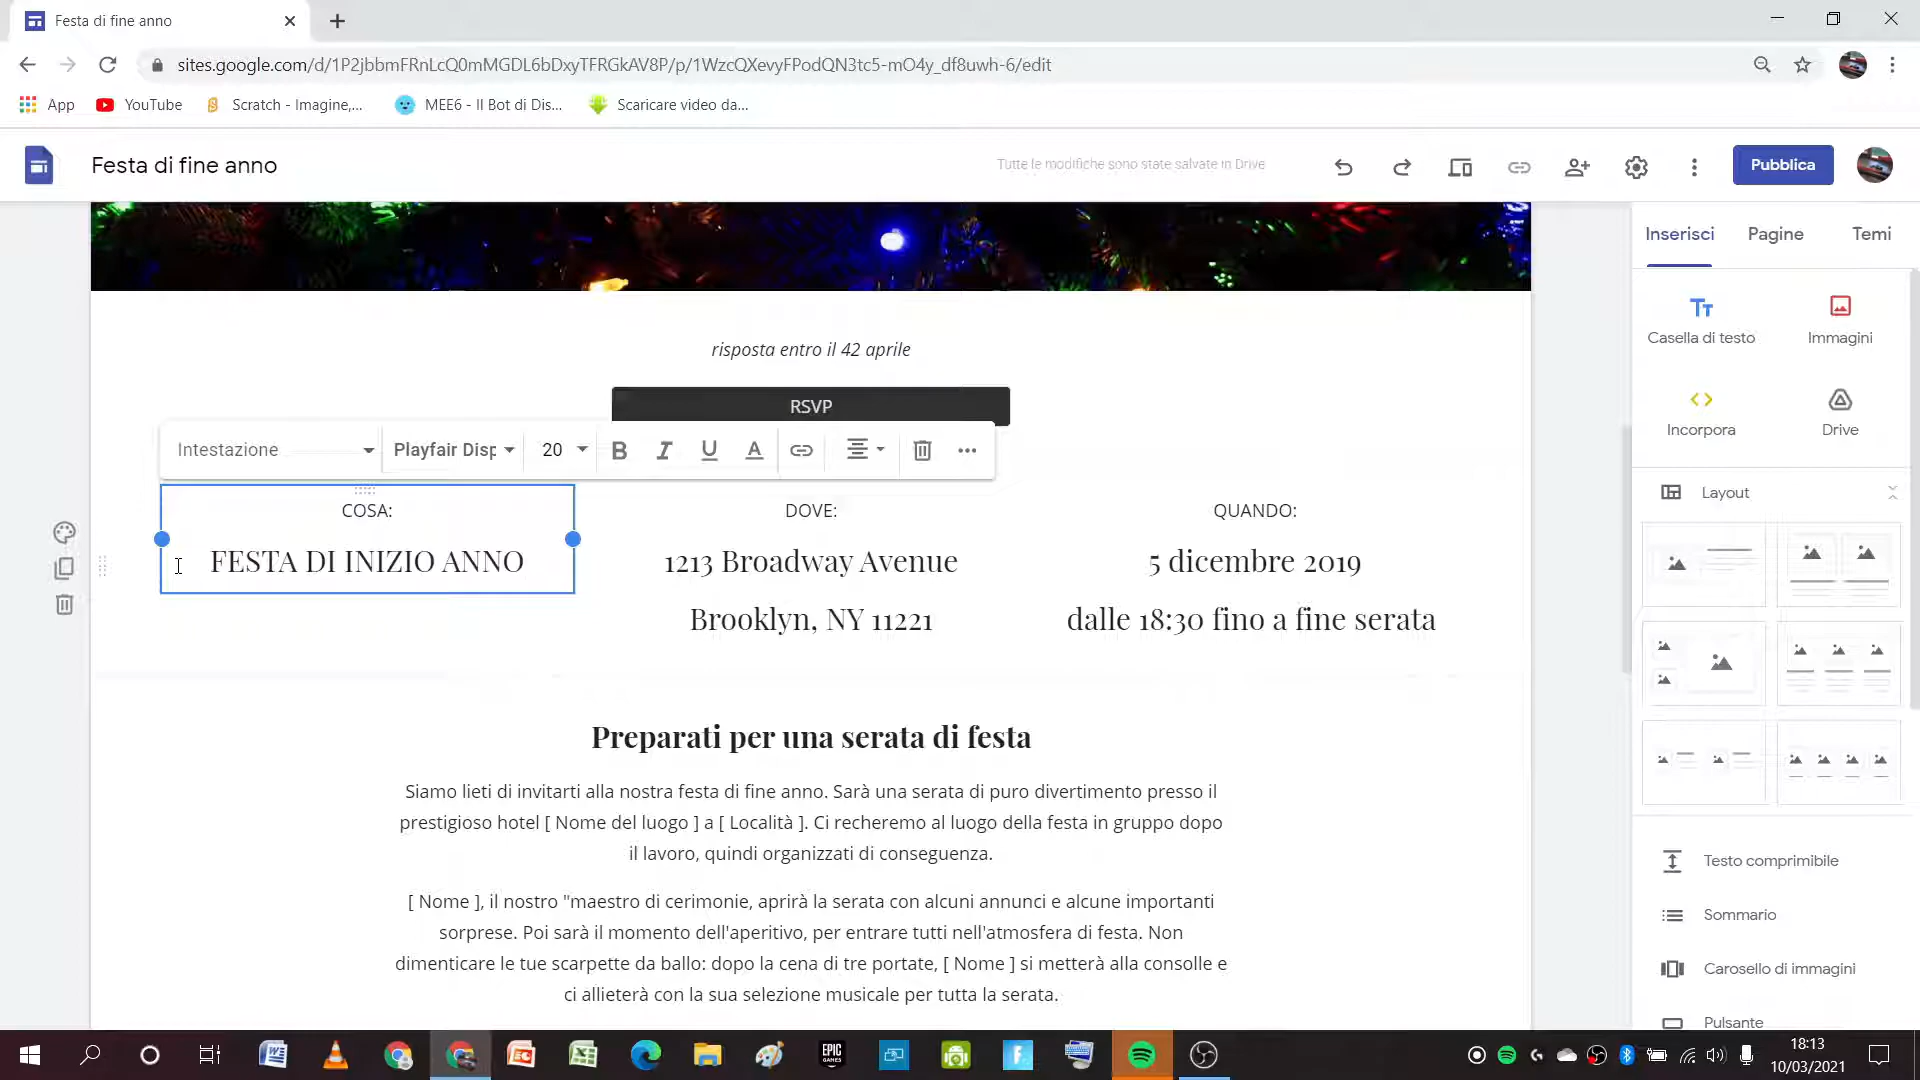 Festa di fine anno
sites.google.com/d/1P2jbbmFRnLcQ0mMGDL6bDxyTFRGkAV8P/p/1WzcQXevyFPodQN3tc5-mO4y_df8uwh-6/edit
App YouTube Scratch - Imagine,... MEE6 - Il Bot di Dis... Scaricare video da...
Festa di fine anno Tutte le modifiche sono state salvate in Drive Pubblica
Inserisci Pagine Temi
Casella di testo Immagini
Incorpora Drive
Layout
Testo comprimibile
Sommario
Carosello di immagini
Pulsante
risposta entro il 42 aprile
RSVP
Intestazione Playfair Disp 20 B I U A
COSA:
FESTA DI INIZIO ANNO
DOVE:
1213 Broadway Avenue
Brooklyn, NY 11221
QUANDO:
5 dicembre 2019
dalle 18:30 fino a fine serata
Preparati per una serata di festa
Siamo lieti di invitarti alla nostra festa di fine anno. Sarà una serata di puro divertimento presso il
prestigioso hotel [ Nome del luogo ] a [ Località ]. Ci recheremo al luogo della festa in gruppo dopo
il lavoro, quindi organizzati di conseguenza.
[ Nome ], il nostro "maestro di cerimonie, aprirà la serata con alcuni annunci e alcune importanti
sorprese. Poi sarà il momento dell'aperitivo, per entrare tutti nell'atmosfera di festa. Non
dimenticare le tue scarpette da ballo: dopo la cena di tre portate, [ Nome ] si metterà alla consolle e
ci allieterà con la sua selezione musicale per tutta la serata.
EPIC GAMES
18:13
10/03/2021